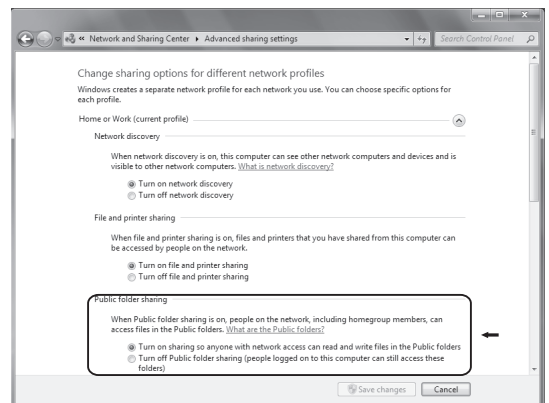 « Network and Sharing Center ▸ Advanced sharing settings
Search Control Panel
Change sharing options for different network profiles
Windows creates a separate network profile for each network you use. You can choose specific options for
each profile.
Home or Work (current profile)
Network discovery
When network discovery is on, this computer can see other network computers and devices and is
visible to other network computers. What is network discovery?
Turn on network discovery
Turn off network discovery
File and printer sharing
When file and printer sharing is on, files and printers that you have shared from this computer can
be accessed by people on the network.
Turn on file and printer sharing
Turn off file and printer sharing
Public folder sharing
When Public folder sharing is on, people on the network, including homegroup members, can
access files in the Public folders. What are the Public folders?
Turn on sharing so anyone with network access can read and write files in the Public folders
Turn off Public folder sharing (people logged on to this computer can still access these
folders)
Save changes
Cancel